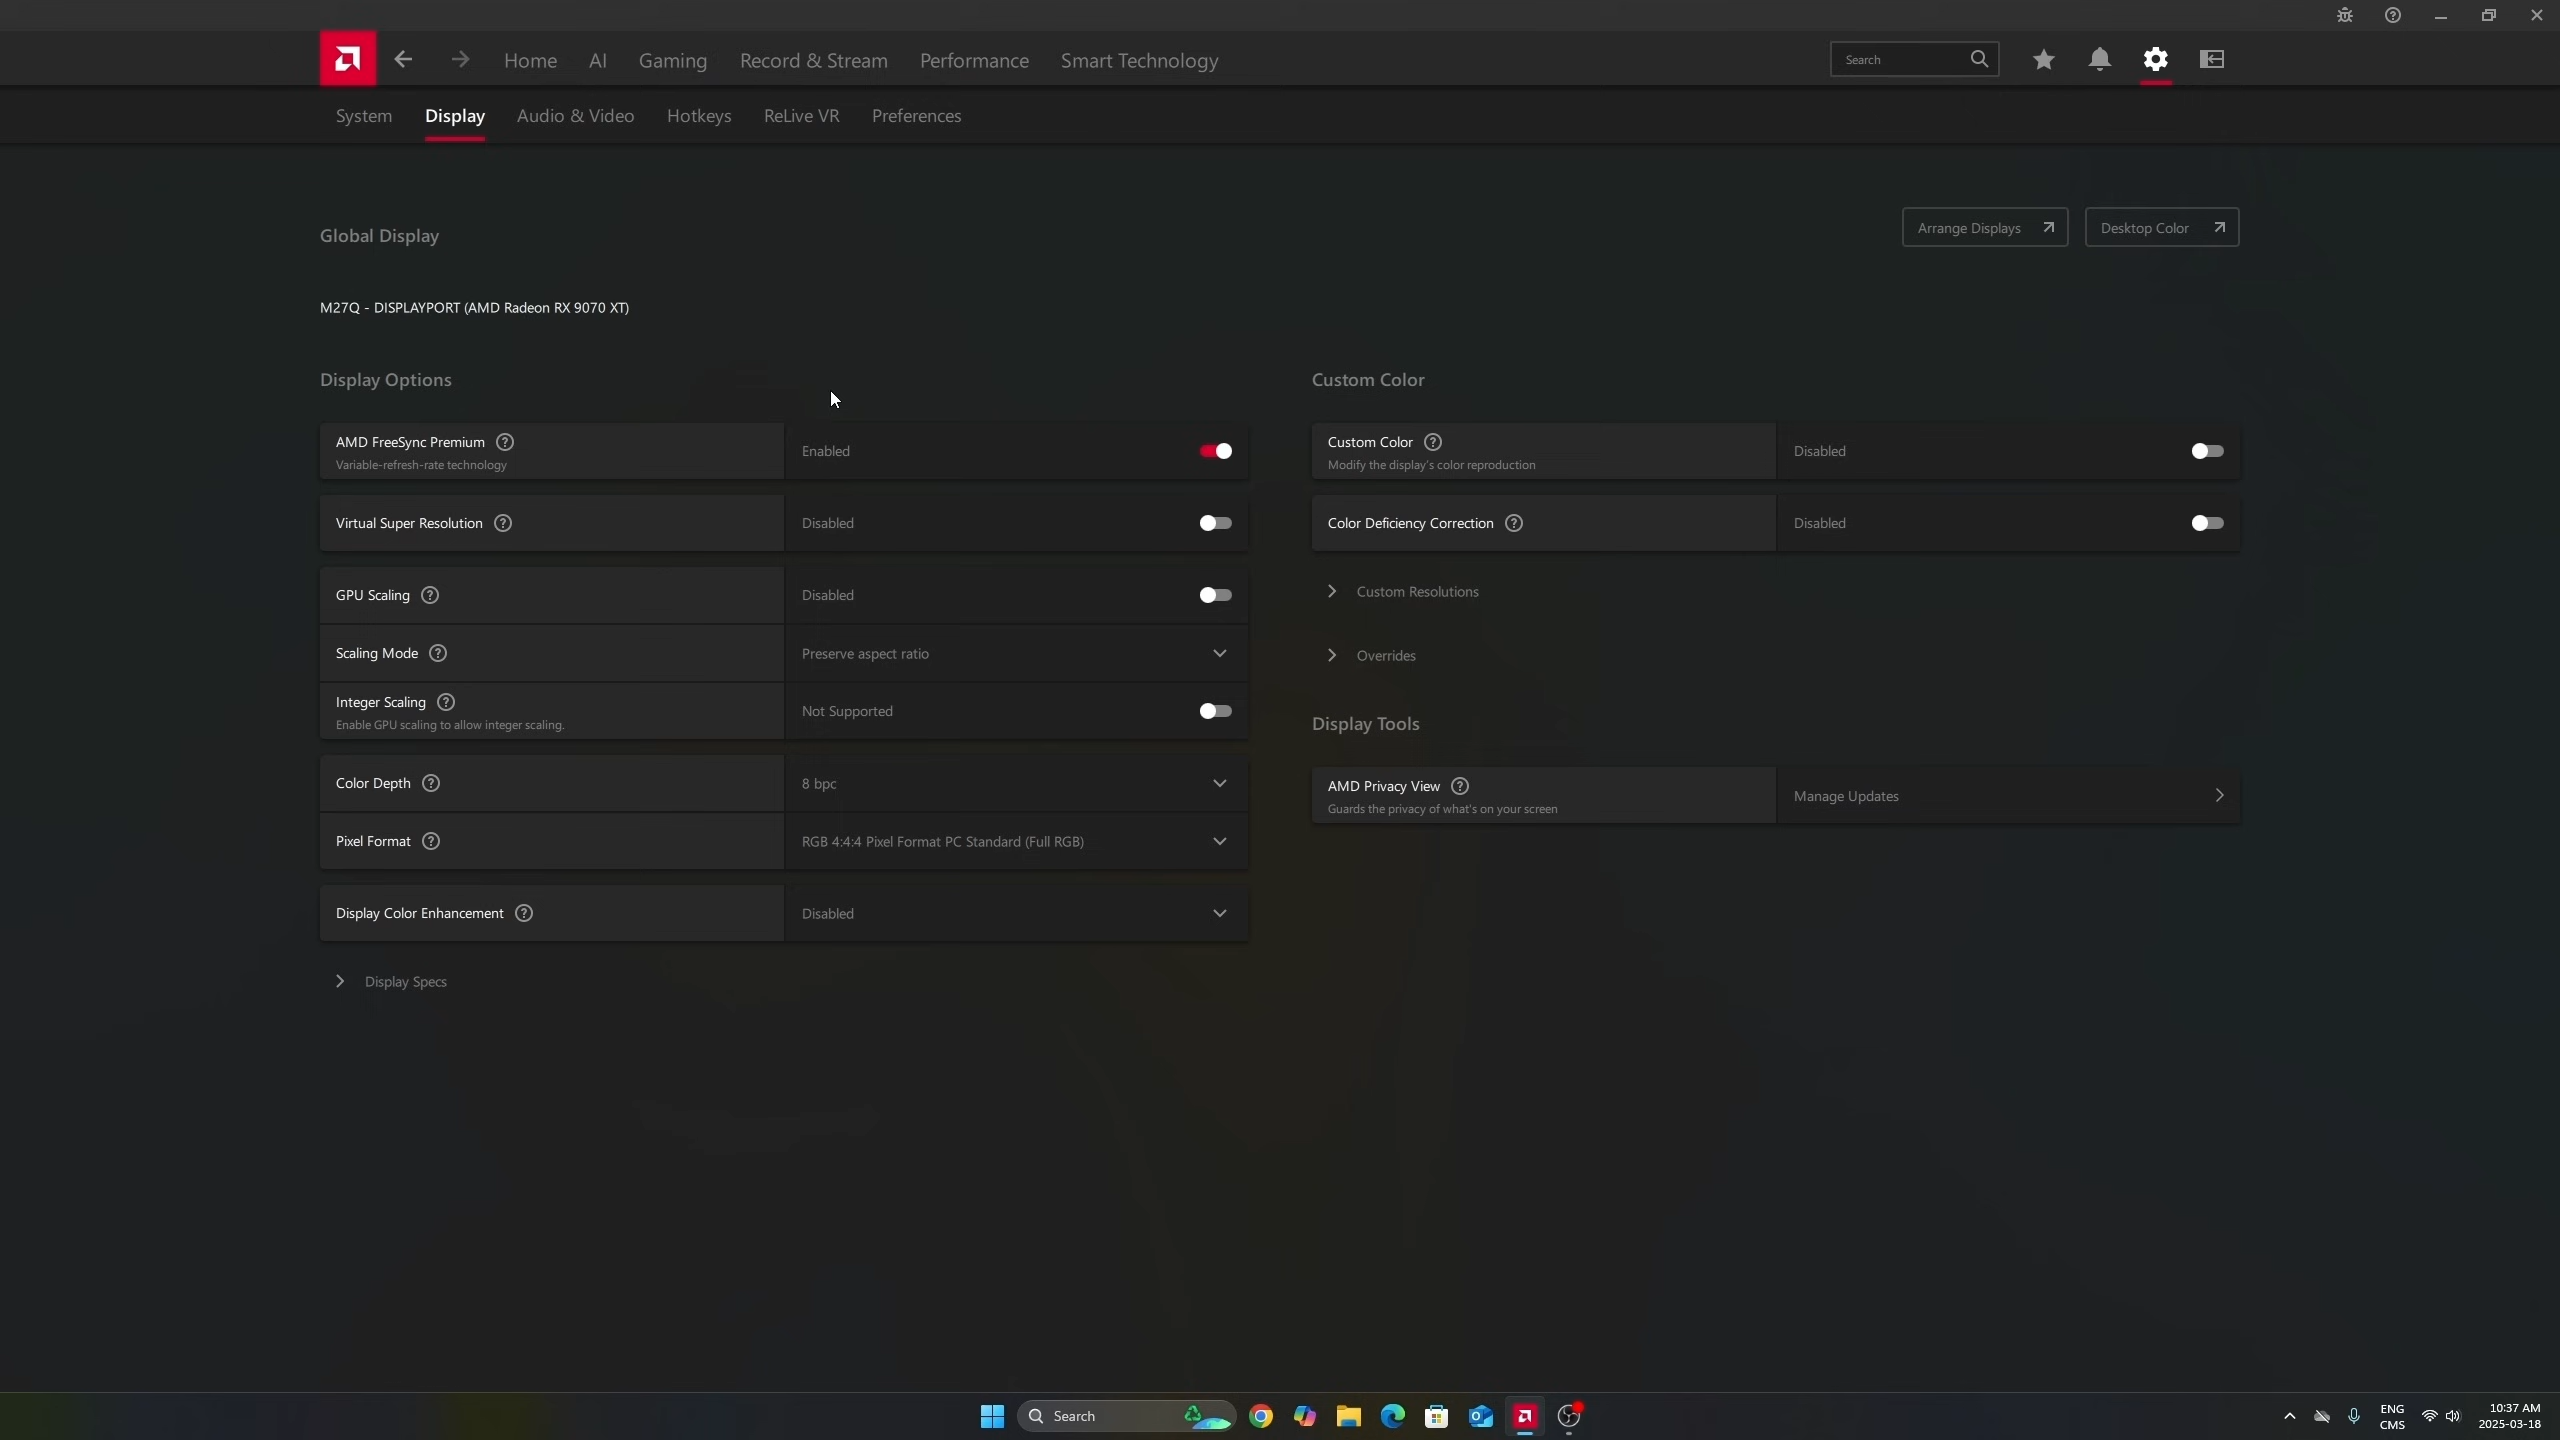 Home AI Gaming Record & Stream Performance Smart Technology Search
System Display Audio & Video Hotkeys ReLive VR Preferences
Global Display
Arrange Displays
Desktop Color
M27Q - DISPLAYPORT (AMD Radeon RX 9070 XT)
Display Options
AMD FreeSync Premium
Variable-refresh-rate technology
Enabled
Virtual Super Resolution
Disabled
GPU Scaling
Disabled
Scaling Mode
Preserve aspect ratio
Integer Scaling
Enable GPU scaling to allow integer scaling.
Not Supported
Color Depth
8 bpc
Pixel Format
RGB 4:4:4 Pixel Format PC Standard (Full RGB)
Display Color Enhancement
Disabled
Display Specs
Custom Color
Custom Color
Modify the display's color reproduction
Disabled
Color Deficiency Correction
Disabled
Custom Resolutions
Overrides
Display Tools
AMD Privacy View
Guards the privacy of what's on your screen
Manage Updates
Search
ENG
CMS
10:37 AM
2025-03-18